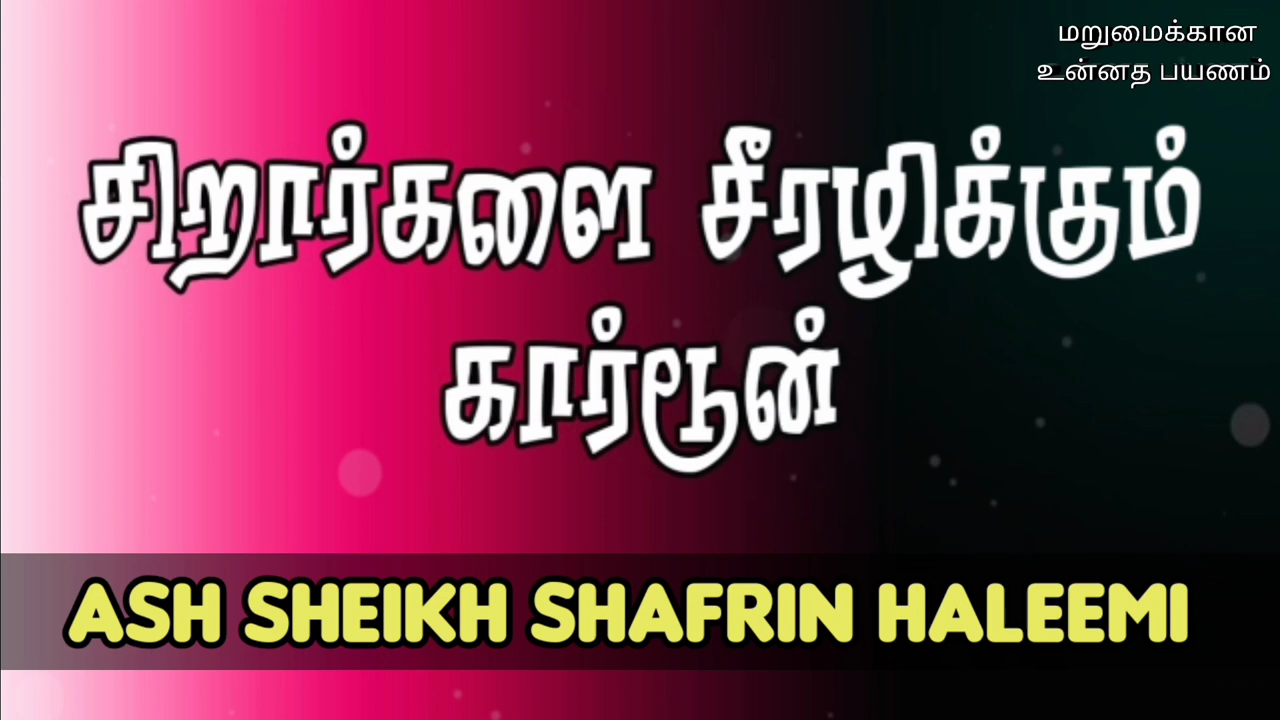 மறுமைக்கான
உன்னத பயணம்
சிறார்களை சீரழிக்கும்
கார்டூன்
ASH SHEIKH SHAFRIN HALEEMI